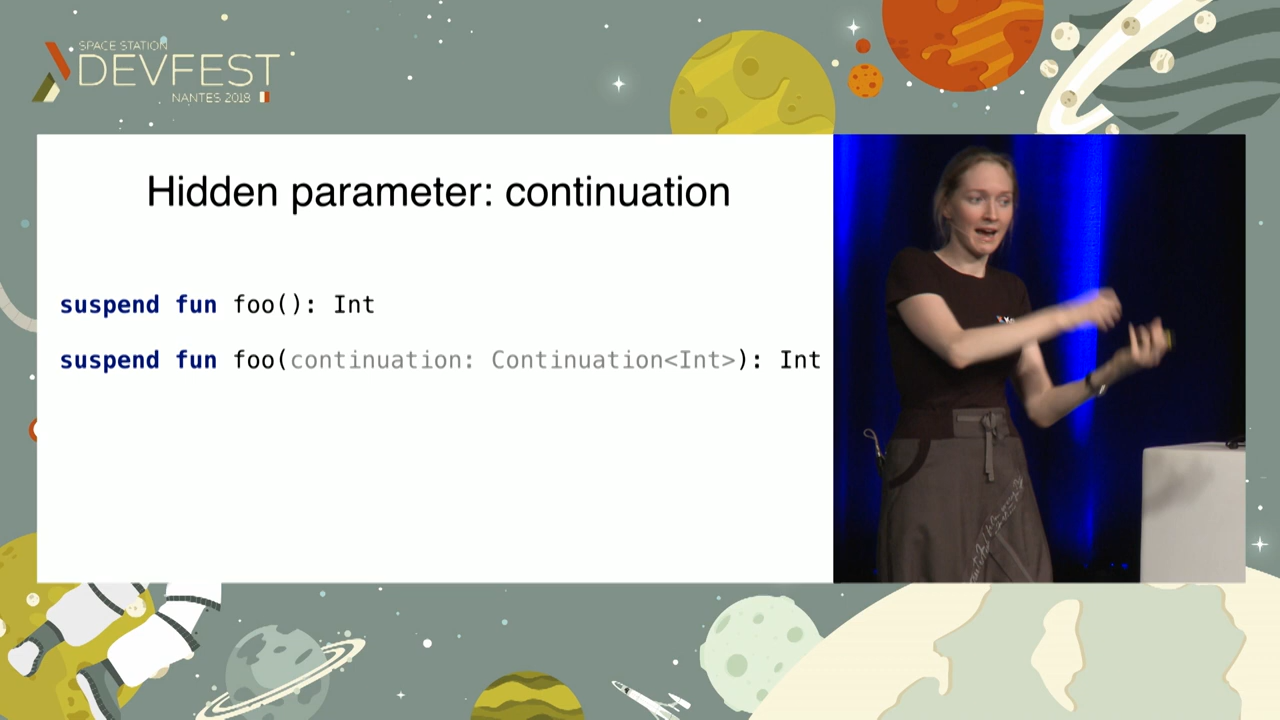 SPACE STATION
DEVFEST
NANTES 2018
Hidden parameter: continuation
suspend fun foo(): Int
suspend fun foo(continuation: Continuation<Int>): Int